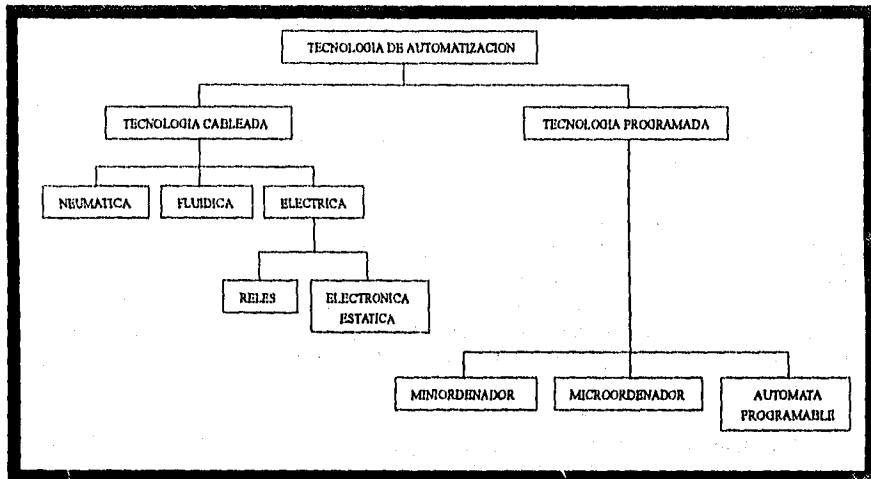 TECNOLOGIA DE AUTOMATIZACION
TECNOLOGIA CABLEADA
TECNOLOGIA PROGRAMADA
NEUMATICA
FLUIDICA
ELECTRICA
RELES
ELECTRONICA
ESTATICA
MINIORDENADOR
MICROORDENADOR
AUTOMATA
PROGRAMABLE